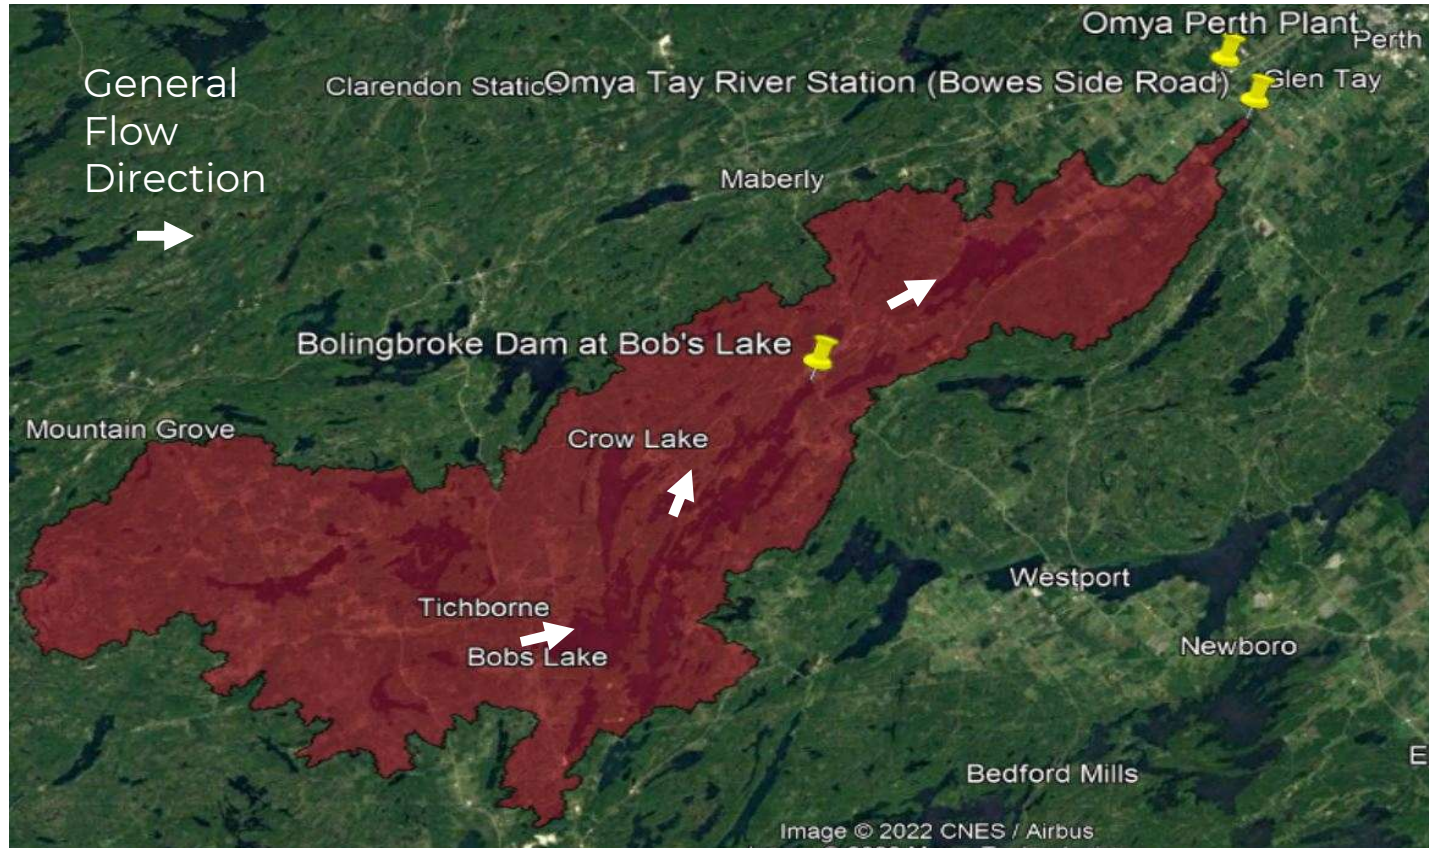 Omya Perth Plant
Perth
General
Flow
Direction
Clarendon Static
Omya Tay River Station (Bowes Side Road)
Glen Tay
Maberly
Bolingbroke Dam at Bob's Lake
Mountain Grove
Crow Lake
Westport
Tichborne
Newboro
Bobs Lake
E
Bedford Mills
Image © 2022 CNES / Airbus